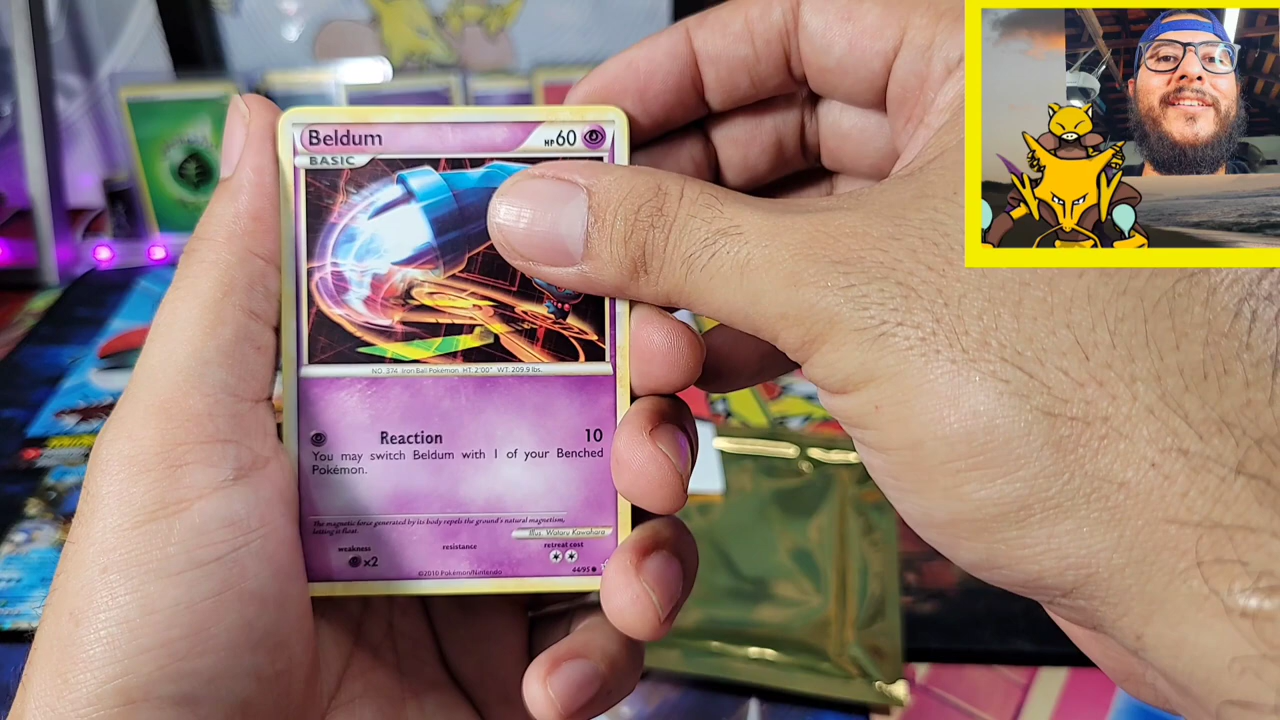 Beldum
HP 60
BASIC
NO. 374 Iron Ball Pokémon HT: 2'00" WT: 209.9 lbs.
Reaction 10
You may switch Beldum with 1 of your Benched
Pokémon.
The magnetic force generated by its body repels the ground's natural magnetism,
letting it float.
Illus. Wataru Kawahara
weakness resistance retreat cost
x2
©2010 Pokémon/Nintendo 44/95